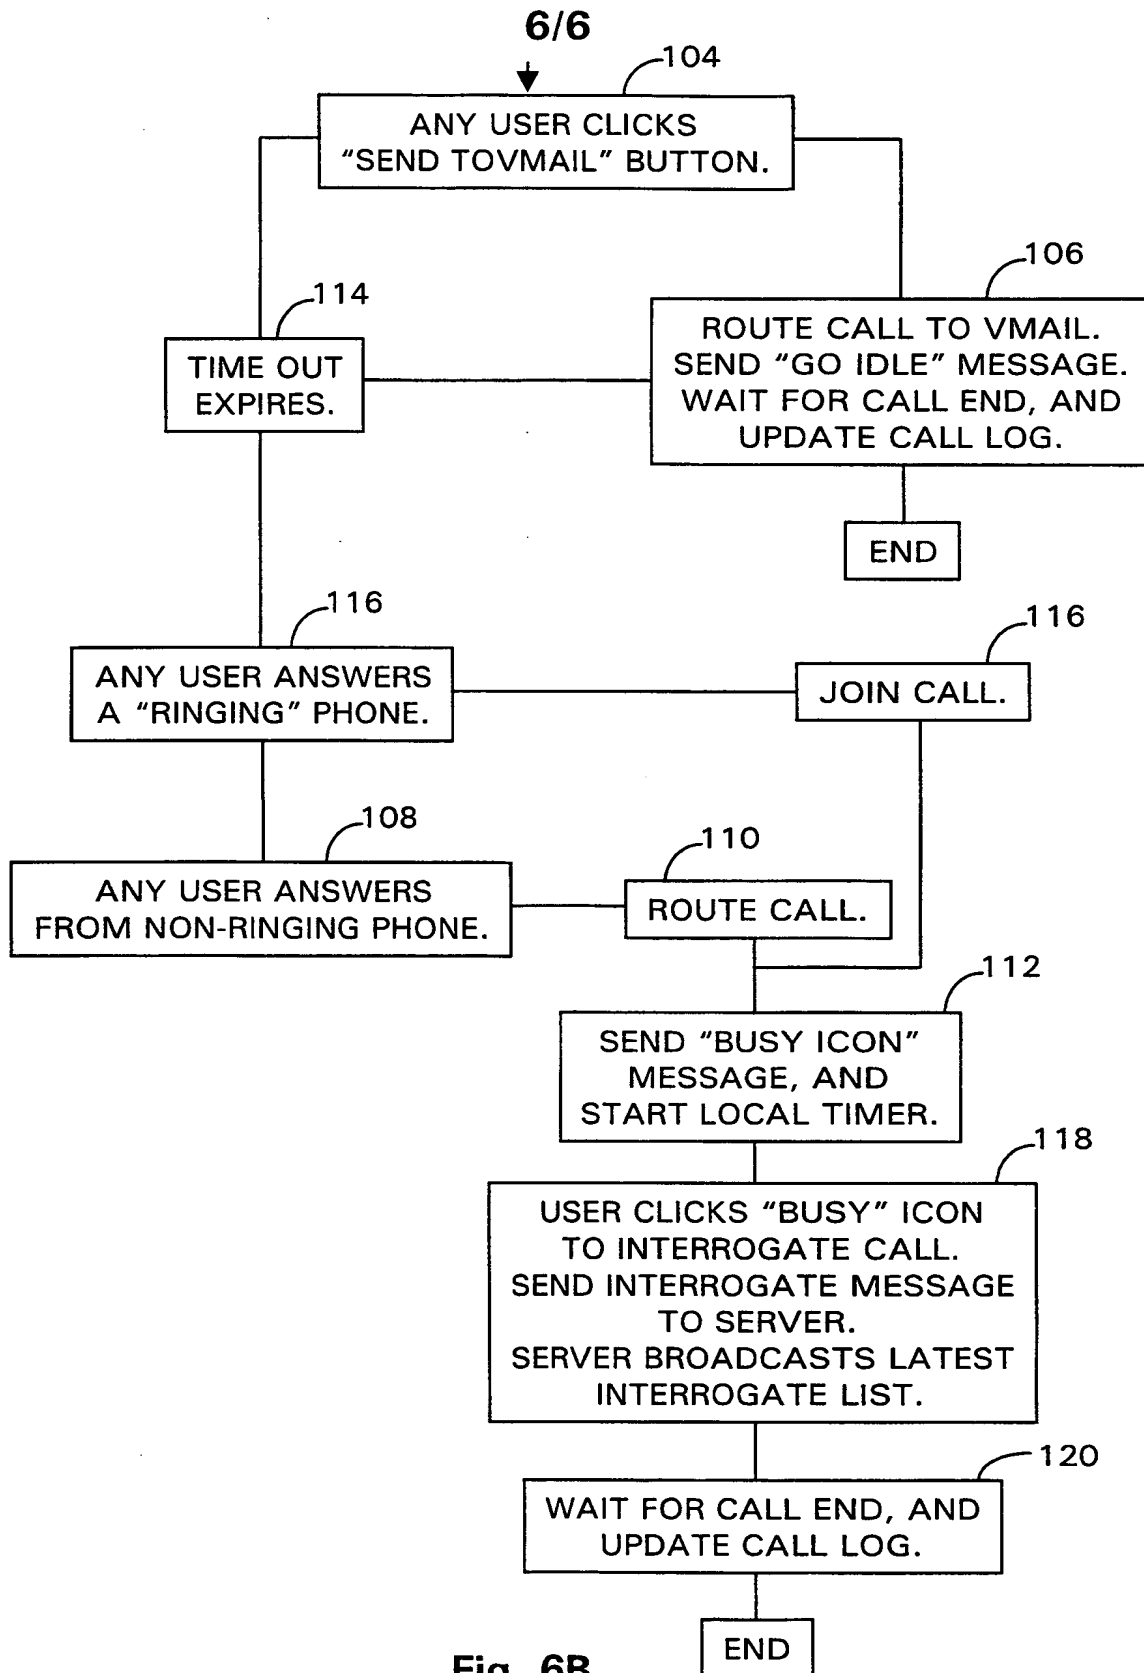 6/6
104
ANY USER CLICKS
“SEND TOVMAIL” BUTTON.
106
ROUTE CALL TO VMAIL.
SEND “GO IDLE” MESSAGE.
WAIT FOR CALL END, AND
UPDATE CALL LOG.
114
TIME OUT
EXPIRES.
END
116
ANY USER ANSWERS
A “RINGING” PHONE.
116
JOIN CALL.
108
ANY USER ANSWERS
FROM NON-RINGING PHONE.
110
ROUTE CALL.
112
SEND “BUSY ICON”
MESSAGE, AND
START LOCAL TIMER.
118
USER CLICKS “BUSY” ICON
TO INTERROGATE CALL.
SEND INTERROGATE MESSAGE
TO SERVER.
SERVER BROADCASTS LATEST
INTERROGATE LIST.
120
WAIT FOR CALL END, AND
UPDATE CALL LOG.
END
Fig. 6B